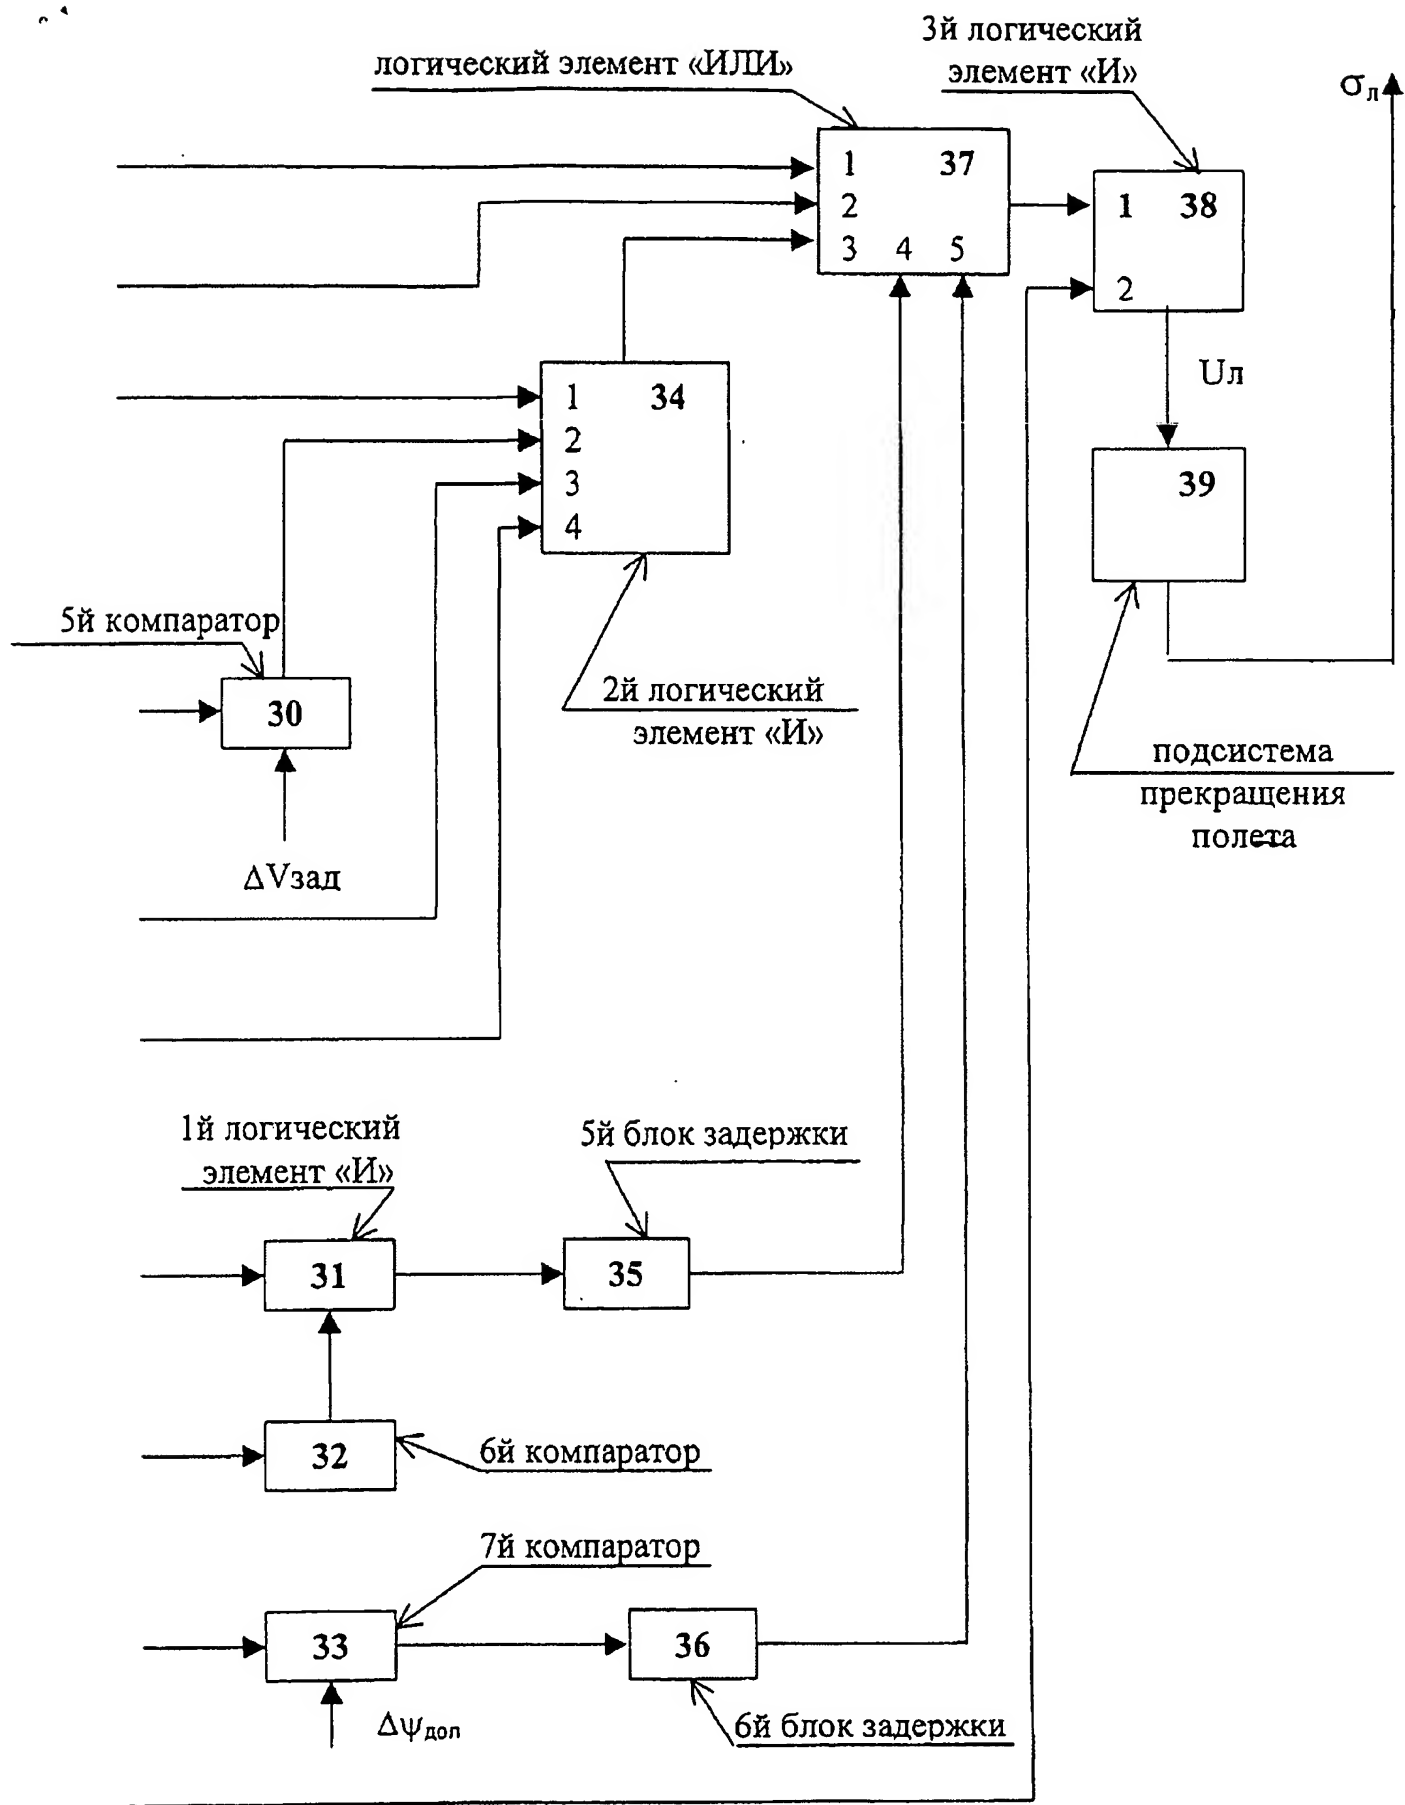 3й логический
элемент «И»
логический элемент «ИЛИ»
σл
1 37
2
3 4 5
1 38
2
Uл
1 34
2
3
4
39
5й компаратор
30
2й логический
элемент «И»
подсистема
прекращения
полета
ΔVзад
1й логический
элемент «И»
5й блок задержки
31
35
32
6й компаратор
7й компаратор
33
36
Δψдоп
6й блок задержки